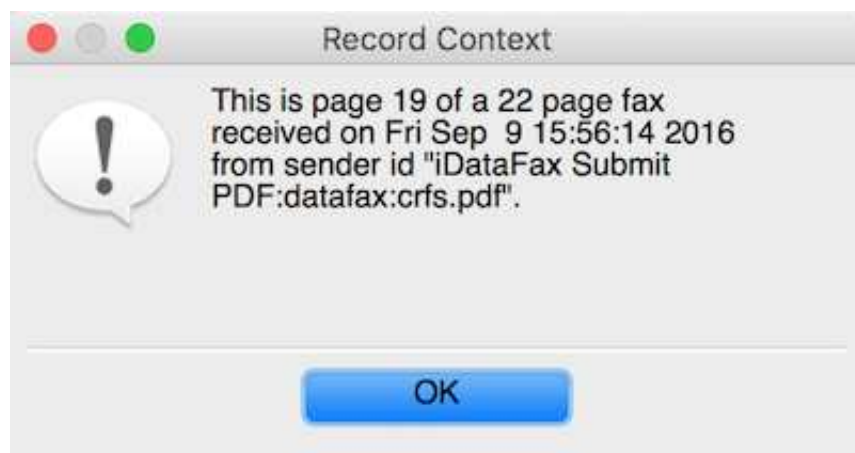 Record Context
This is page 19 of a 22 page fax
received on Fri Sep  9 15:56:14 2016
from sender id "iDataFax Submit
PDF:datafax:crfs.pdf".
OK